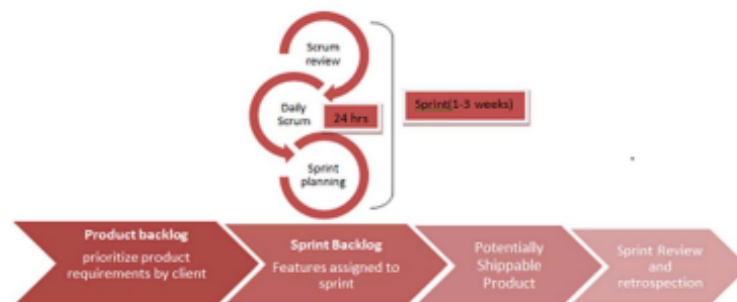 Scrum
review
Daily
Scrum
24 hrs
Sprint(1-3 weeks)
Sprint
planning
Product backlog
prioritize product
requirements by client
Sprint Backlog
Features assigned to
sprint
Potentially
Shippable
Product
Sprint Review
and
retrospection